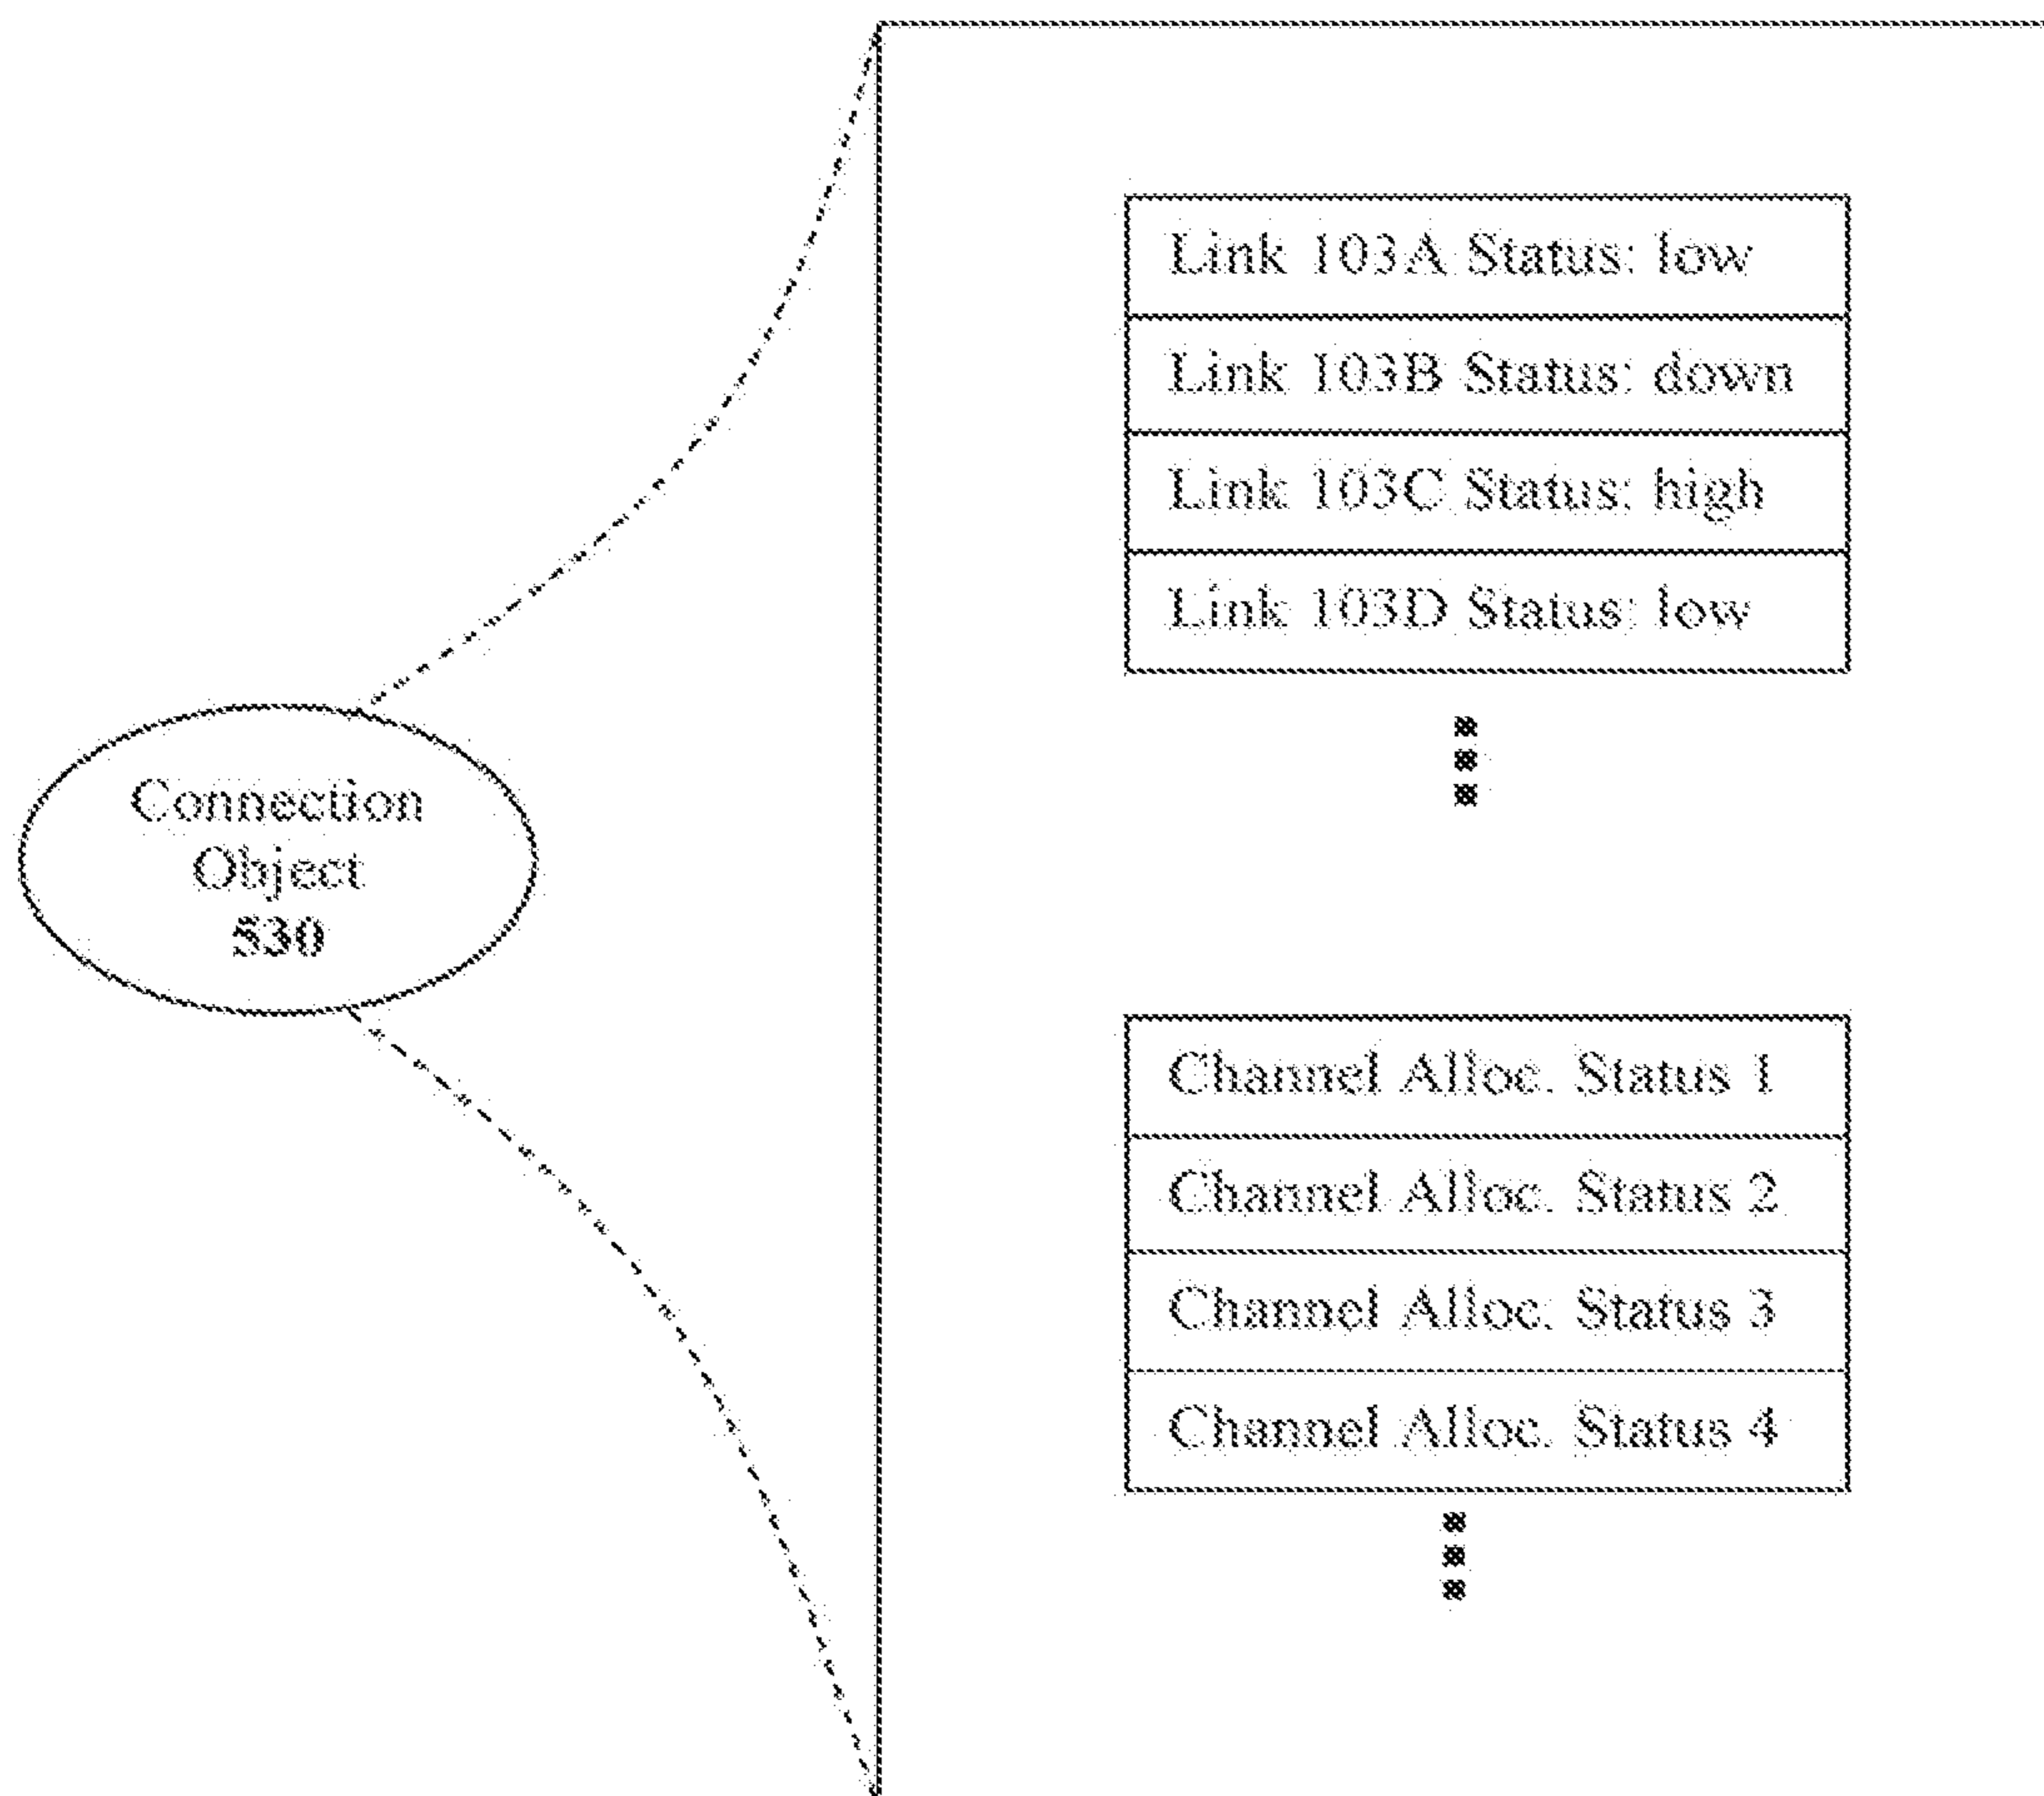 Link 103A Status: low
Link 103B Status: down
Link 103C Status: high
Link 103D Status: low
Connection
Object
530
Channel Alloc. Status 1
Channel Alloc. Status 2
Channel Alloc. Status 3
Channel Alloc. Status 4